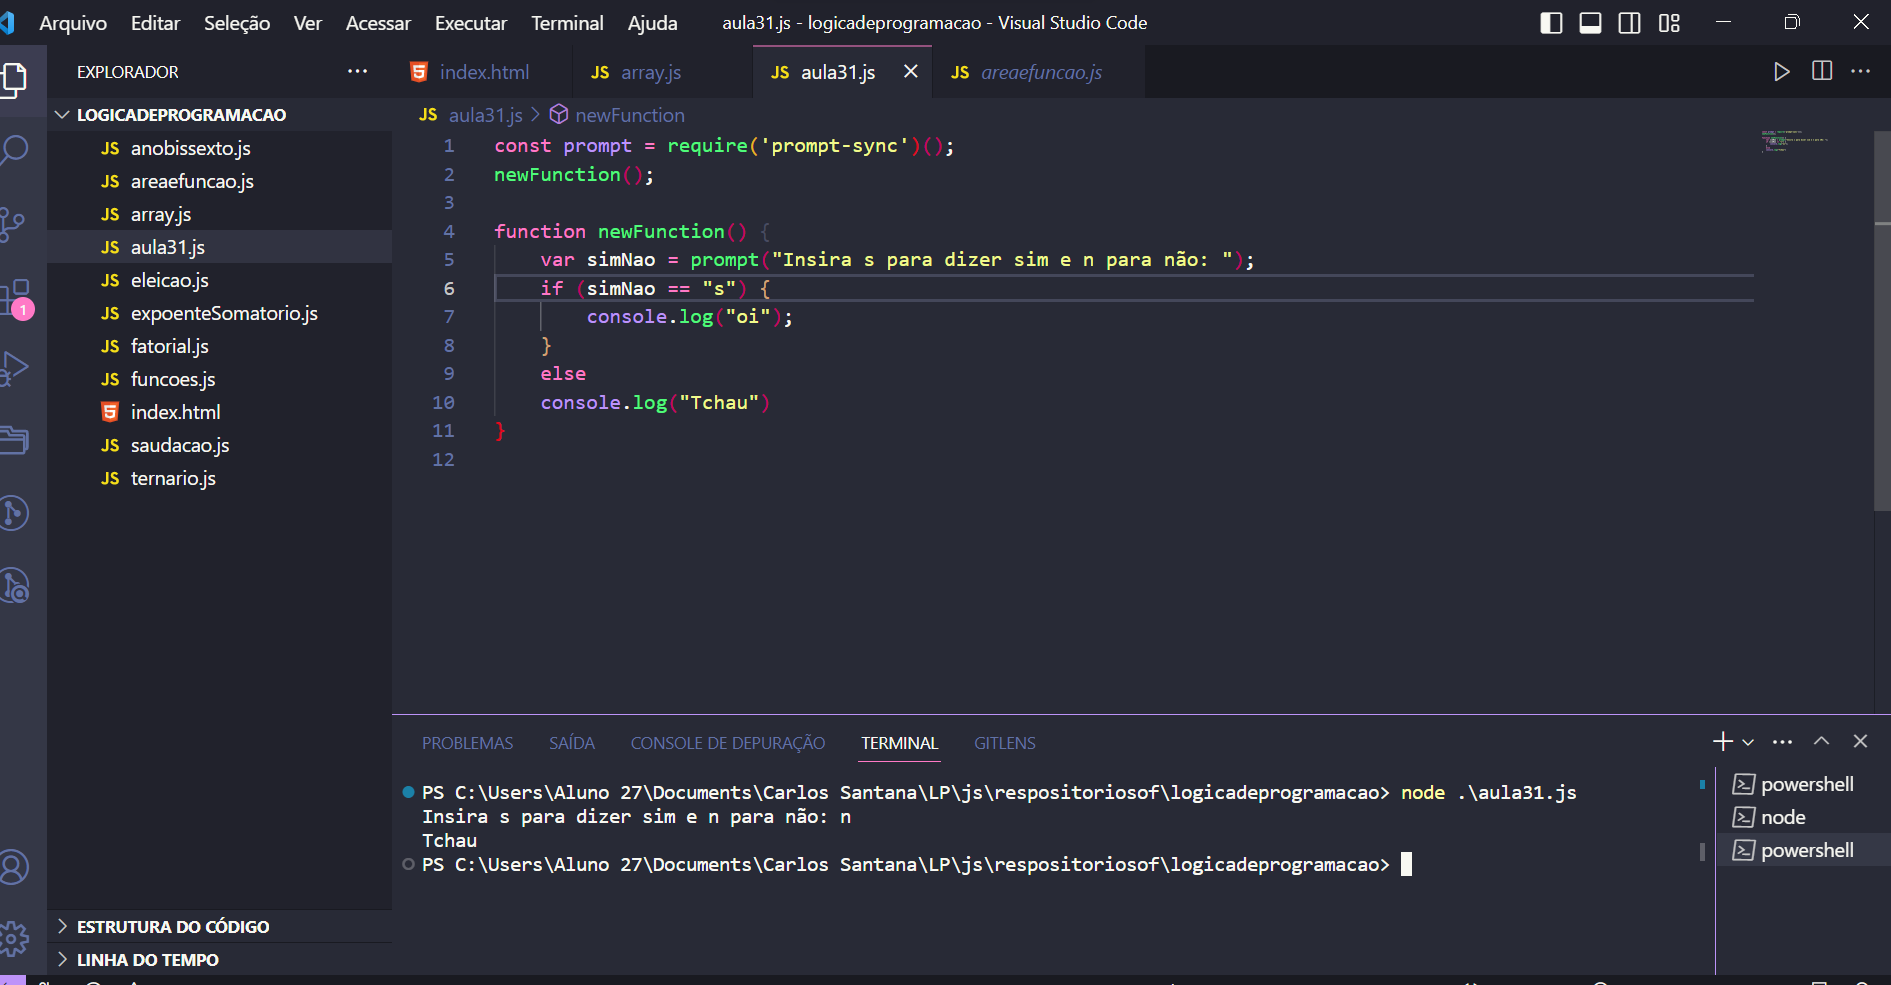 Arquivo Editar Seleção Ver Acessar Executar Terminal Ajuda aula31.js - logicadeprogramacao - Visual Studio Code
EXPLORADOR
index.html
JS array.js
JS aula31.js
JS areaefuncao.js
LOGICADEPROGRAMACAO
JS anobissexto.js
JS areaefuncao.js
JS array.js
JS aula31.js
JS eleicao.js
JS expoenteSomatorio.js
JS fatorial.js
JS funcoes.js
5 index.html
JS saudacao.js
JS ternario.js
1
ESTRUTURA DO CÓDIGO
LINHA DO TEMPO
JS aula31.js > newFunction
1 const prompt = require('prompt-sync')();
2 newFunction();
3
4 function newFunction() {
5 var simNao = prompt("Insira s para dizer sim e n para não: ");
6 if (simNao == "s") {
7 console.log("oi");
8 }
9 else
10 console.log("Tchau")
11 }
12
PROBLEMAS SAÍDA CONSOLE DE DEPURAÇÃO TERMINAL GITLENS
PS C:\Users\Aluno 27\Documents\Carlos Santana\LP\js\respositoriosof\logicadeprogramacao> node .\aula31.js
Insira s para dizer sim e n para não: n
Tchau
PS C:\Users\Aluno 27\Documents\Carlos Santana\LP\js\respositoriosof\logicadeprogramacao>
powershell
node
powershell